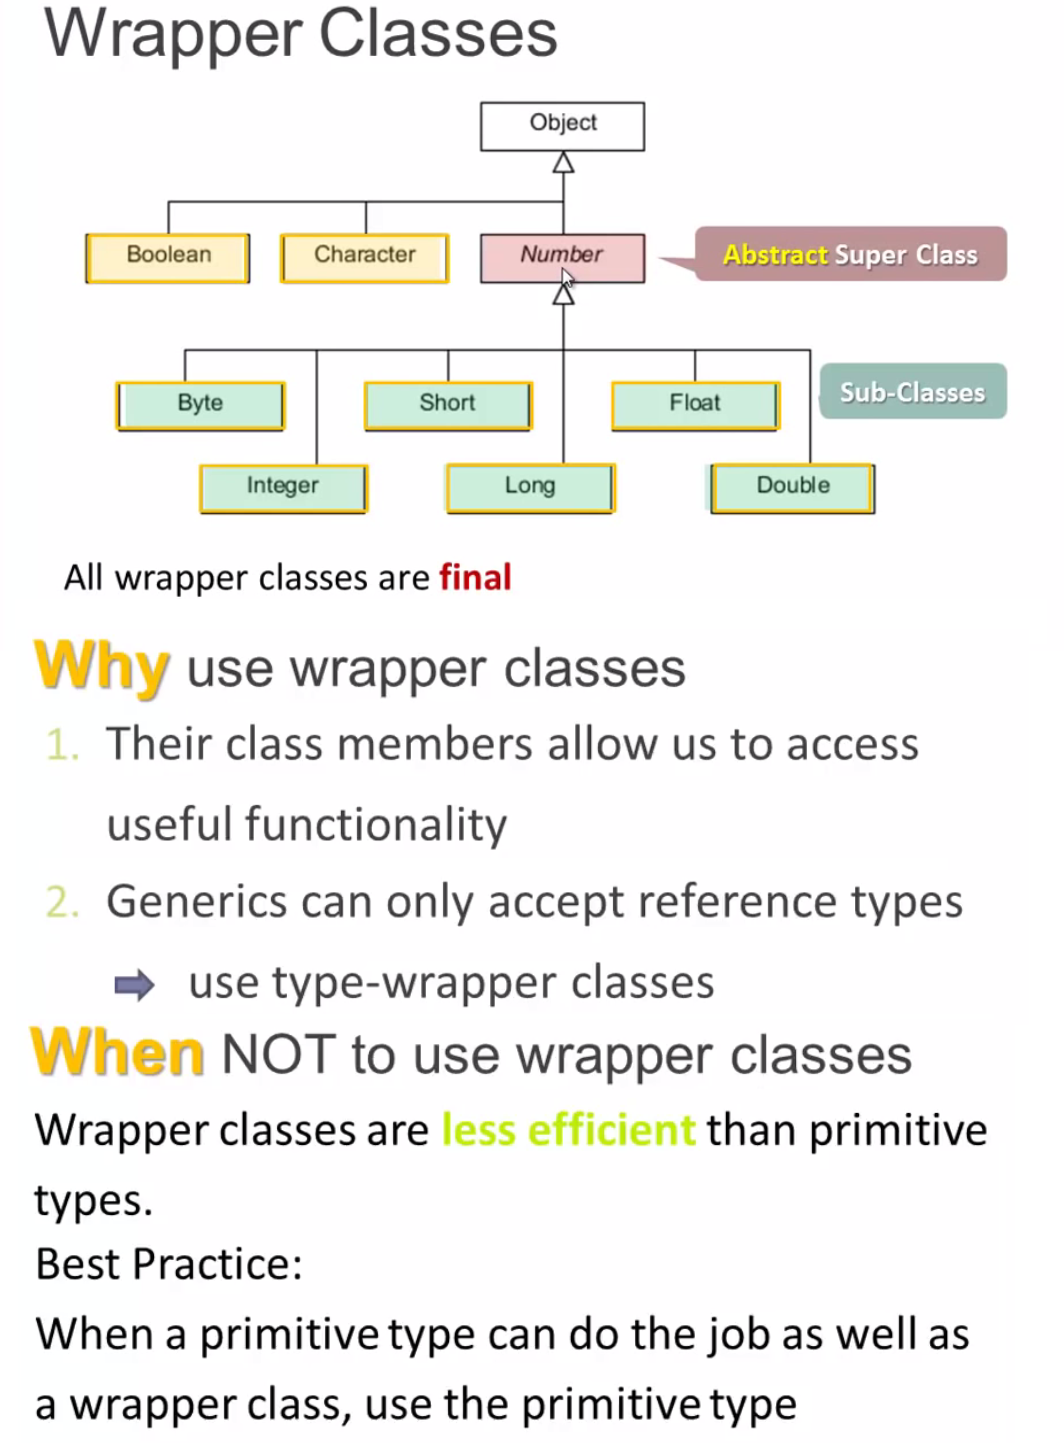 Wrapper Classes
Object
Boolean
Character
Number
Abstract Super Class
Byte
Short
Float
Sub-Classes
Integer
Long
Double
All wrapper classes are final
Why use wrapper classes
1. Their class members allow us to access
useful functionality
2. Generics can only accept reference types
use type-wrapper classes
When NOT to use wrapper classes
Wrapper classes are less efficient than primitive
types.
Best Practice:
When a primitive type can do the job as well as
a wrapper class, use the primitive type